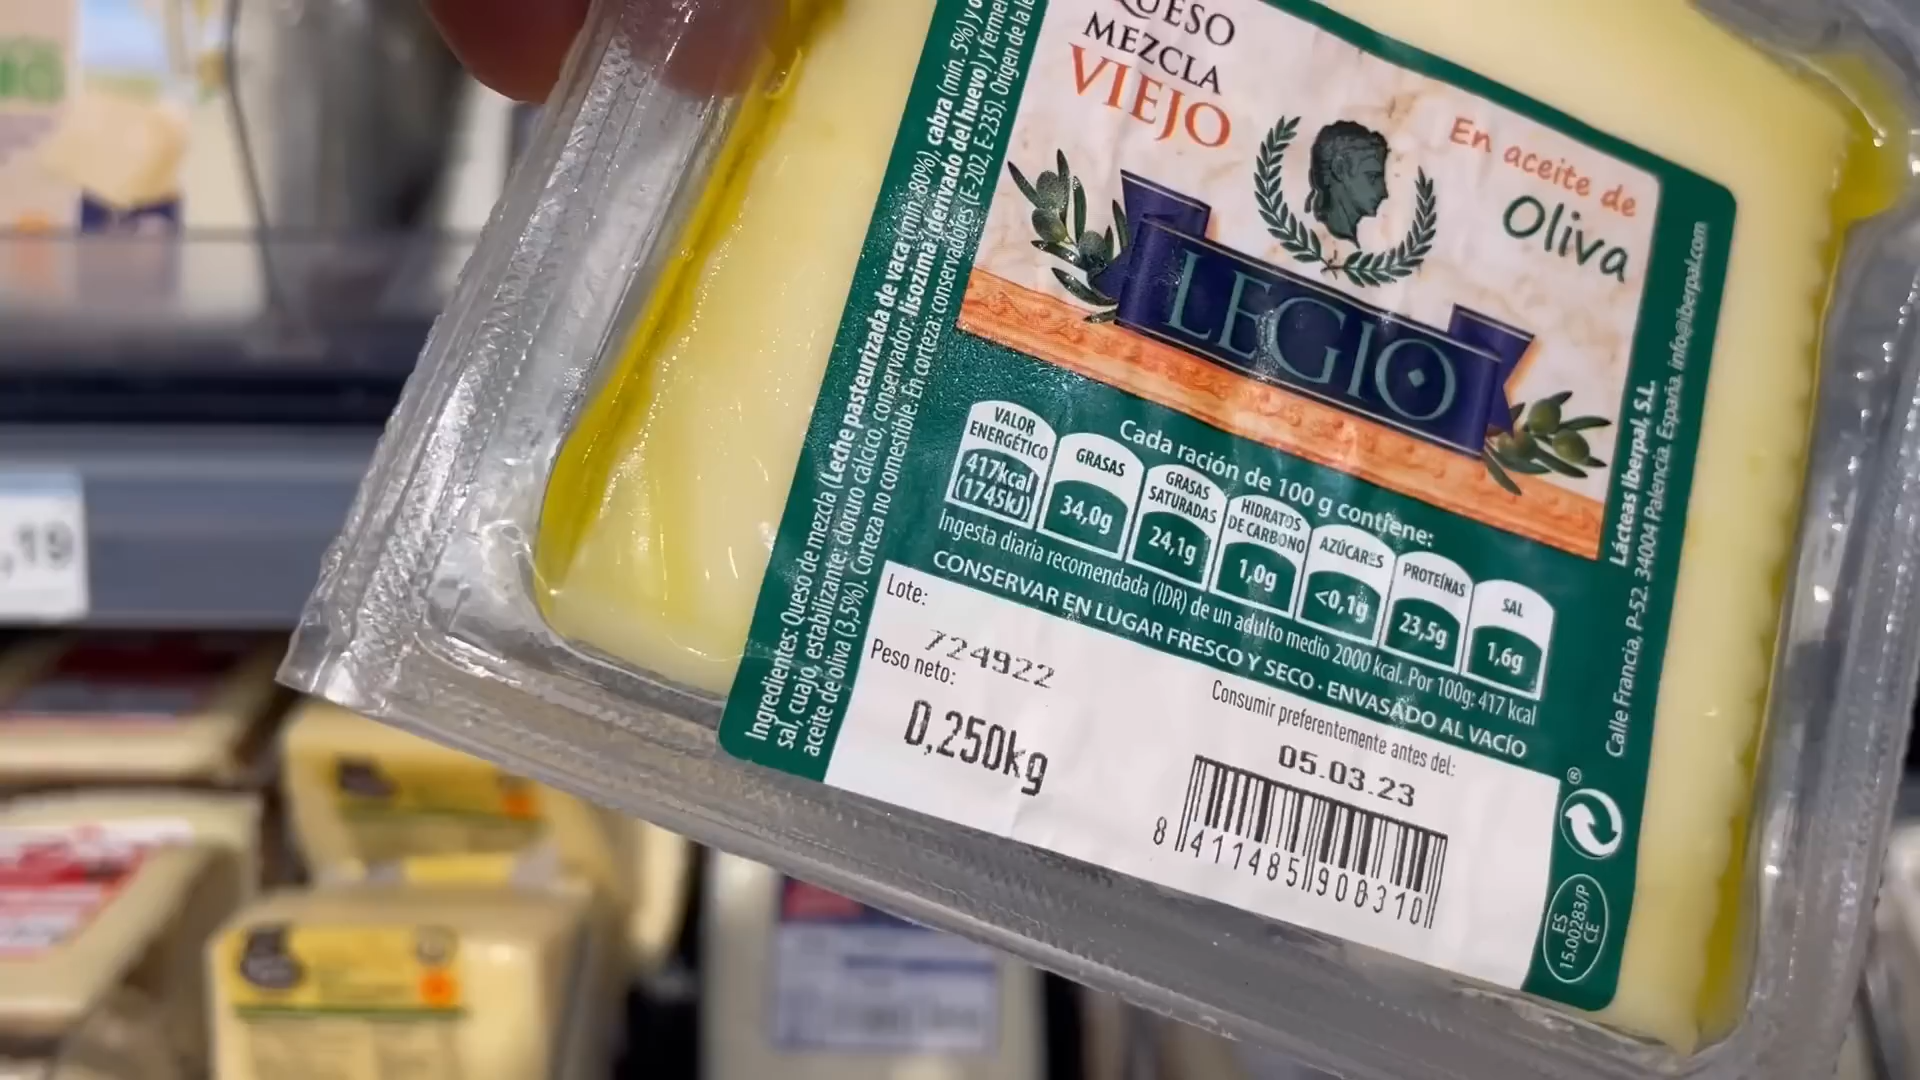 QUESO
MEZCLA
VIEJO
En aceite de
Oliva
LEGIO
Cada ración de 100 g contiene:
VALOR
ENERGÉTICO
417kcal
(1745kJ)
GRASAS
34,0g
GRASAS
SATURADAS
24,1g
HIDRATOS
DE CARBONO
1,0g
AZÚCARES
<0,1g
PROTEÍNAS
23,5g
SAL
1,6g
Ingesta diaria recomendada (IDR) de un adulto medio 2000 kcal. Por 100g: 417 kcal
CONSERVAR EN LUGAR FRESCO Y SECO · ENVASADO AL VACÍO
Lote:
724922
Peso neto:
0,250kg
Consumir preferentemente antes del:
05.03.23
8 411485 908310
Ingredientes: Queso de mezcla (Leche pasteurizada de vaca (min. 80%), cabra (min. 5%) y
sal, cuajo, estabilizante: cloruro cálcico, conservador: lisozima (derivado del huevo) y
aceite de oliva (3,5%). Corteza no comestible. En corteza: conservadores (E-202, E-235). Origen de la
Lácteas Iberpal, S.L.
Calle Francia, P-52. 34004 Palencia. España. info@iberpal.com
®
ES
15.00283/P
CE
,19